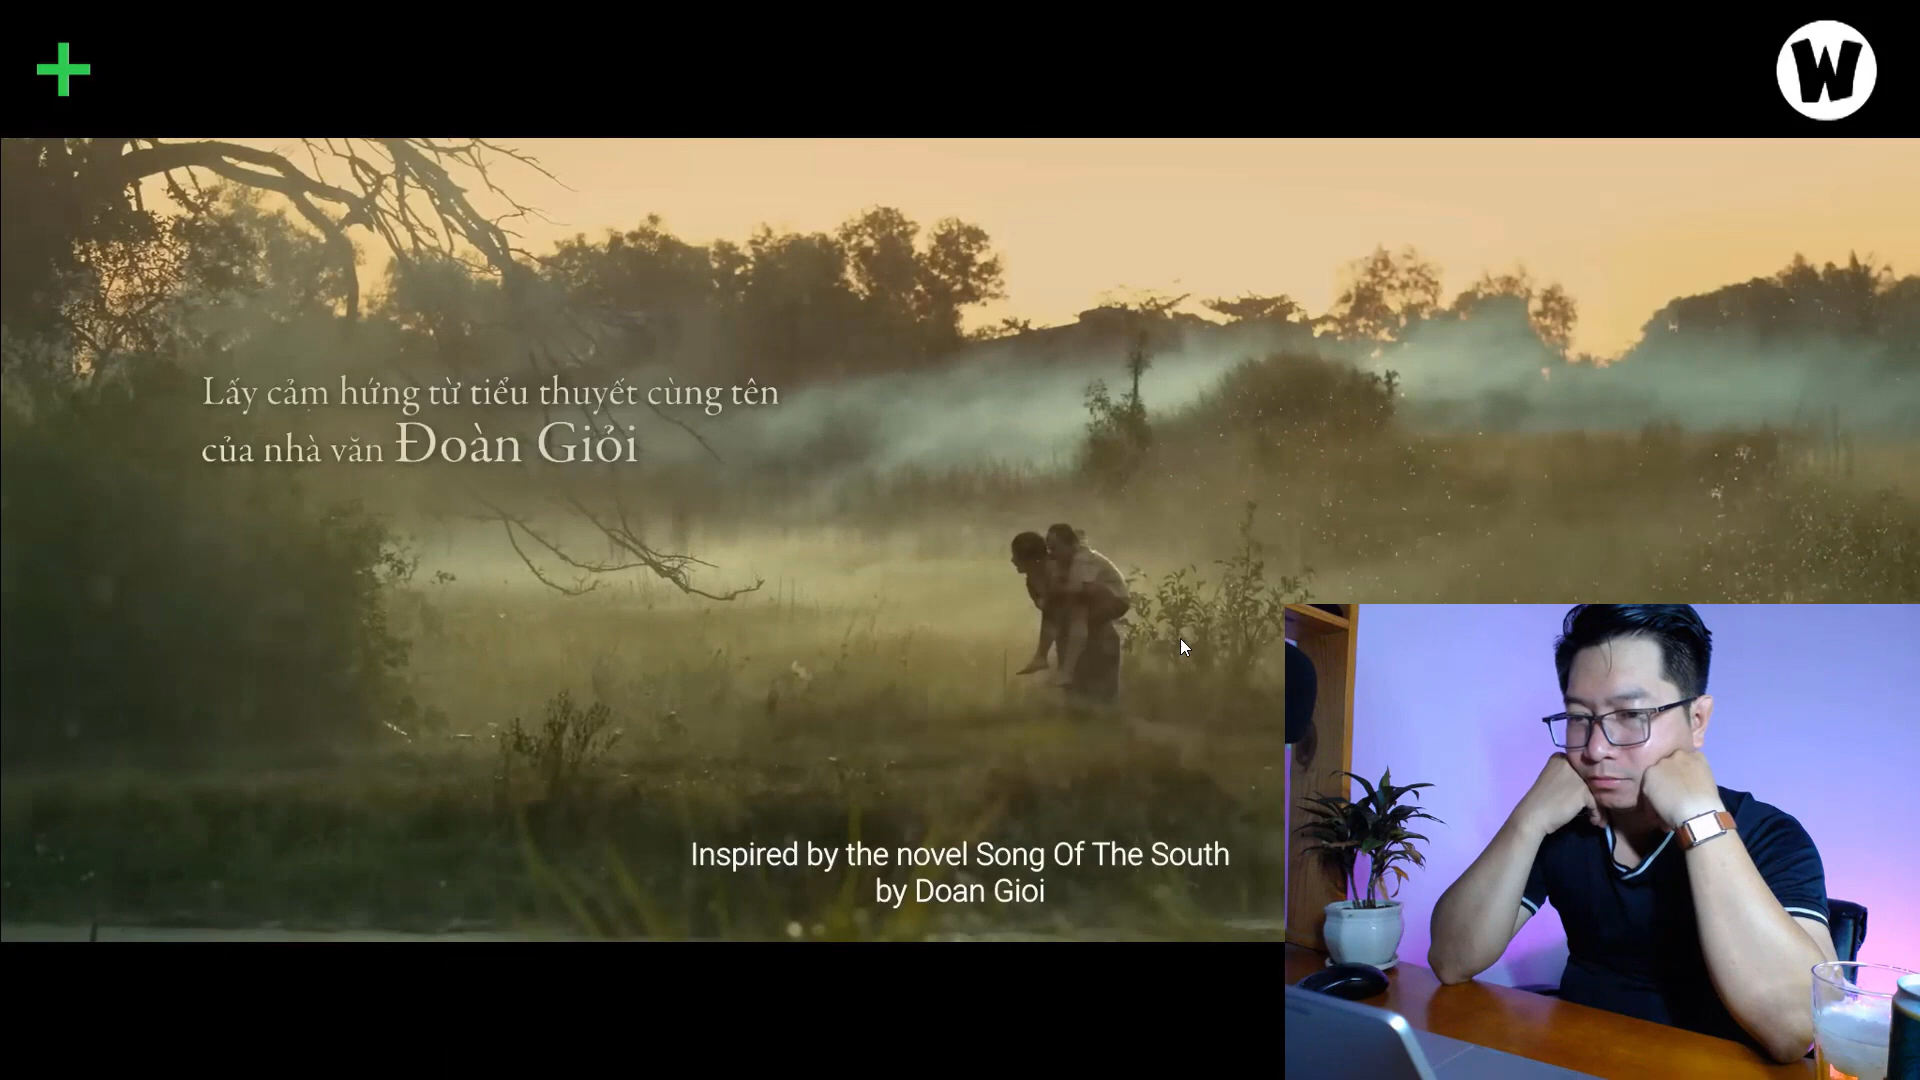 W
Lấy cảm hứng từ tiểu thuyết cùng tên
của nhà văn Đoàn Giỏi
Inspired by the novel Song Of The South
by Doan Gioi